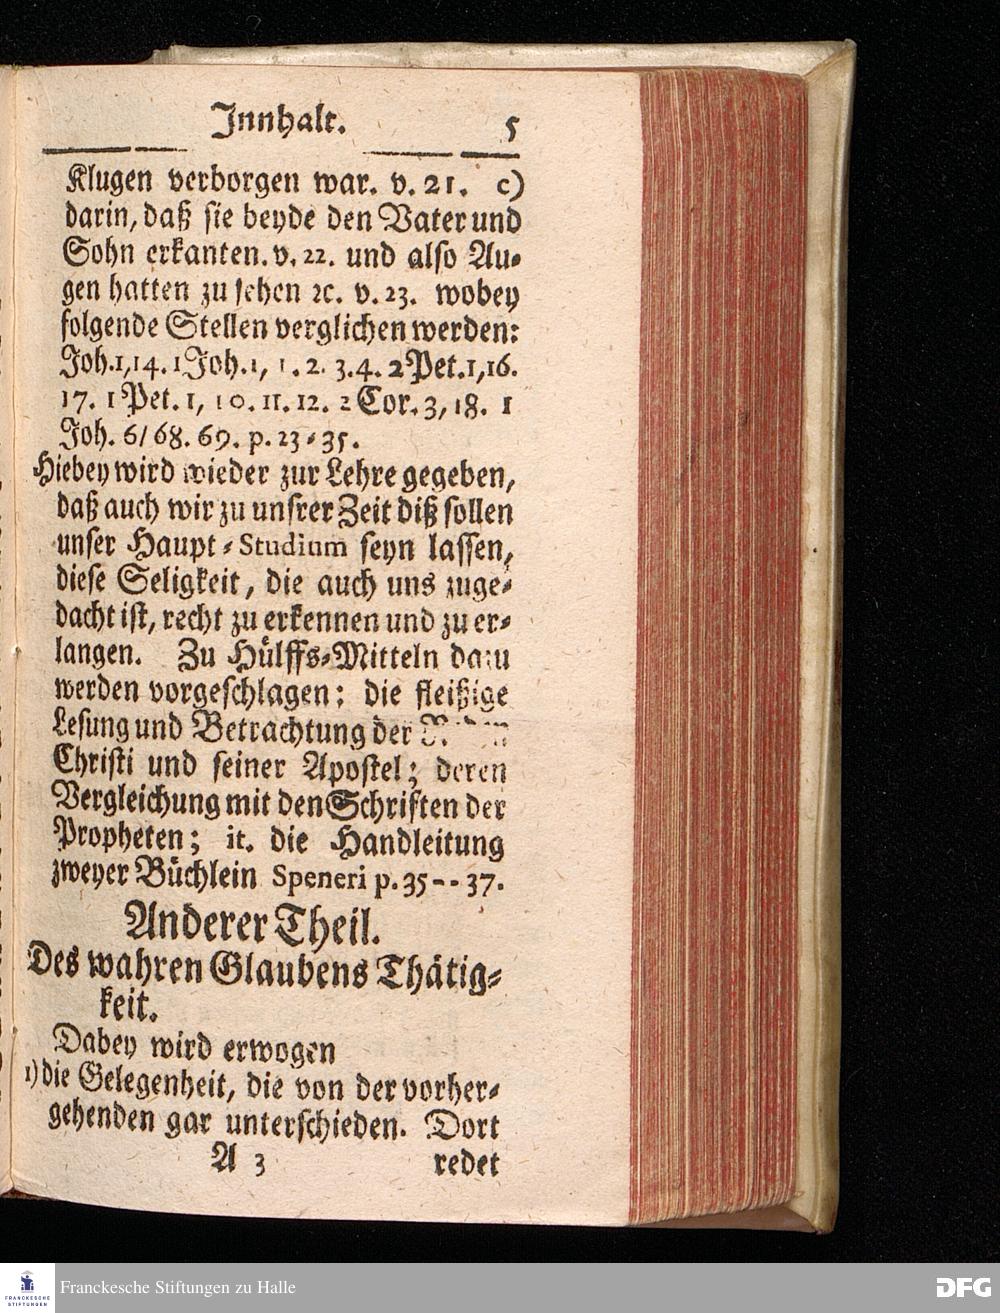 Innhalt. 5
Klugen verborgen war. v. 21. c)
darin, daß sie beyde den Vater und
Sohn erkanten. v. 22. und also Au-
gen hatten zu sehen ꝛc. v. 23. wobey
folgende Stellen verglichen werden:
Joh. 1, 14. 1 Joh. 1, 1. 2. 3. 4. 2 Pet. 1, 16.
17. 1 Pet. 1, 10. 11. 12. 2 Cor. 3, 18. 1
Joh. 6/ 68. 69. p. 23-35.
Hiebey wird wieder zur Lehre gegeben,
daß auch wir zu unsrer Zeit diß sollen
unser Haupt-Studium seyn lassen,
diese Seligkeit, die auch uns zuge-
dacht ist, recht zu erkennen und zu er-
langen. Zu Hülffs-Mitteln dazu
werden vorgeschlagen: die fleißige
Lesung und Betrachtung der
Christi und seiner Apostel; deren
Vergleichung mit den Schriften der
Propheten; it. die Handleitung
zweyer Büchlein Speneri p. 35--37.
Anderer Theil.
Des wahren Glaubens Thätig-
keit.
Dabey wird erwogen
1) die Gelegenheit, die von der vorher-
gehenden gar unterschieden. Dort
A 3 redet
FRANCKESCHE STIFTUNGEN
Franckesche Stiftungen zu Halle
DFG